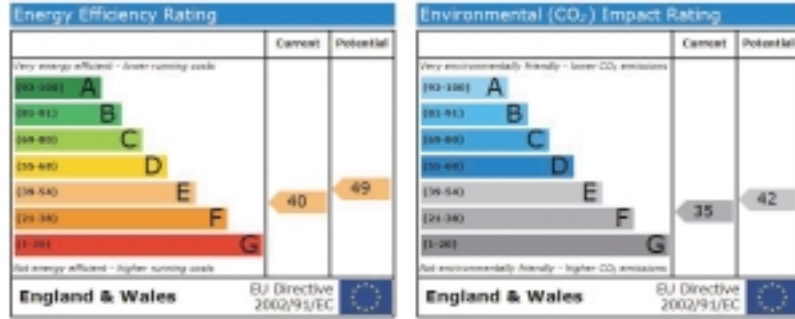 Energy Efficiency Rating
Current Potential
Very energy efficient - lower running costs
(92-100) A
(81-91) B
(69-80) C
(55-68) D
(39-54) E
(21-38) F
(1-20) G
40
49
Not energy efficient - higher running costs
England & Wales
EU Directive
2002/91/EC
Environmental (CO₂) Impact Rating
Current Potential
Very environmentally friendly - lower CO₂ emissions
(92-100) A
(81-91) B
(69-80) C
(55-68) D
(39-54) E
(21-38) F
(1-20) G
35
42
Not environmentally friendly - higher CO₂ emissions
England & Wales
EU Directive
2002/91/EC